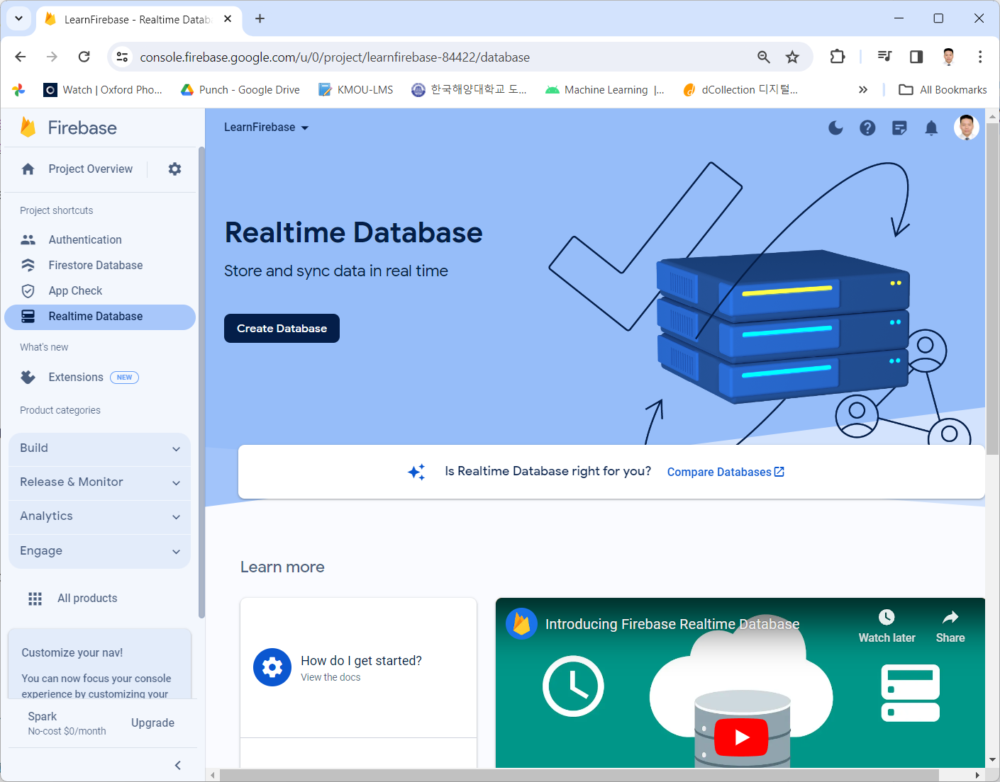 LearnFirebase - Realtime Datab
console.firebase.google.com/u/0/project/learnfirebase-84422/database
Watch | Oxford Pho...
Punch - Google Drive
KMOU-LMS
한국해양대학교 도...
Machine Learning |...
dCollection 디지털...
All Bookmarks
Firebase
LearnFirebase
Project Overview
Project shortcuts
Authentication
Firestore Database
App Check
Realtime Database
What's new
Extensions NEW
Product categories
Build
Release & Monitor
Analytics
Engage
All products
Customize your nav!
You can now focus your console
experience by customizing your
Spark
No-cost $0/month
Upgrade
Realtime Database
Store and sync data in real time
Create Database
Is Realtime Database right for you? Compare Databases
Learn more
How do I get started?
View the docs
Introducing Firebase Realtime Database
Watch later
Share